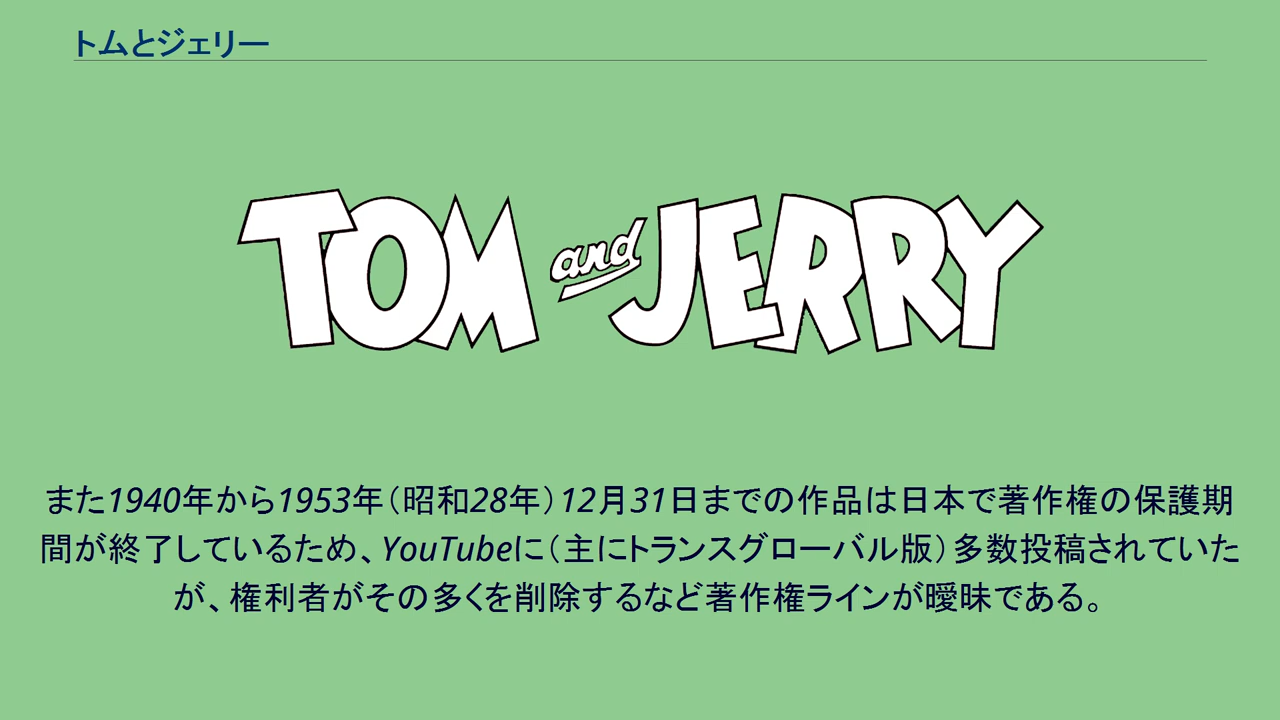 トムとジェリー
TOM and JERRY
また1940年から1953年（昭和28年）12月31日までの作品は日本で著作権の保護期
間が終了しているため、YouTubeに（主にトランスグローバル版）多数投稿されていた
が、権利者がその多くを削除するなど著作権ラインが曖昧である。